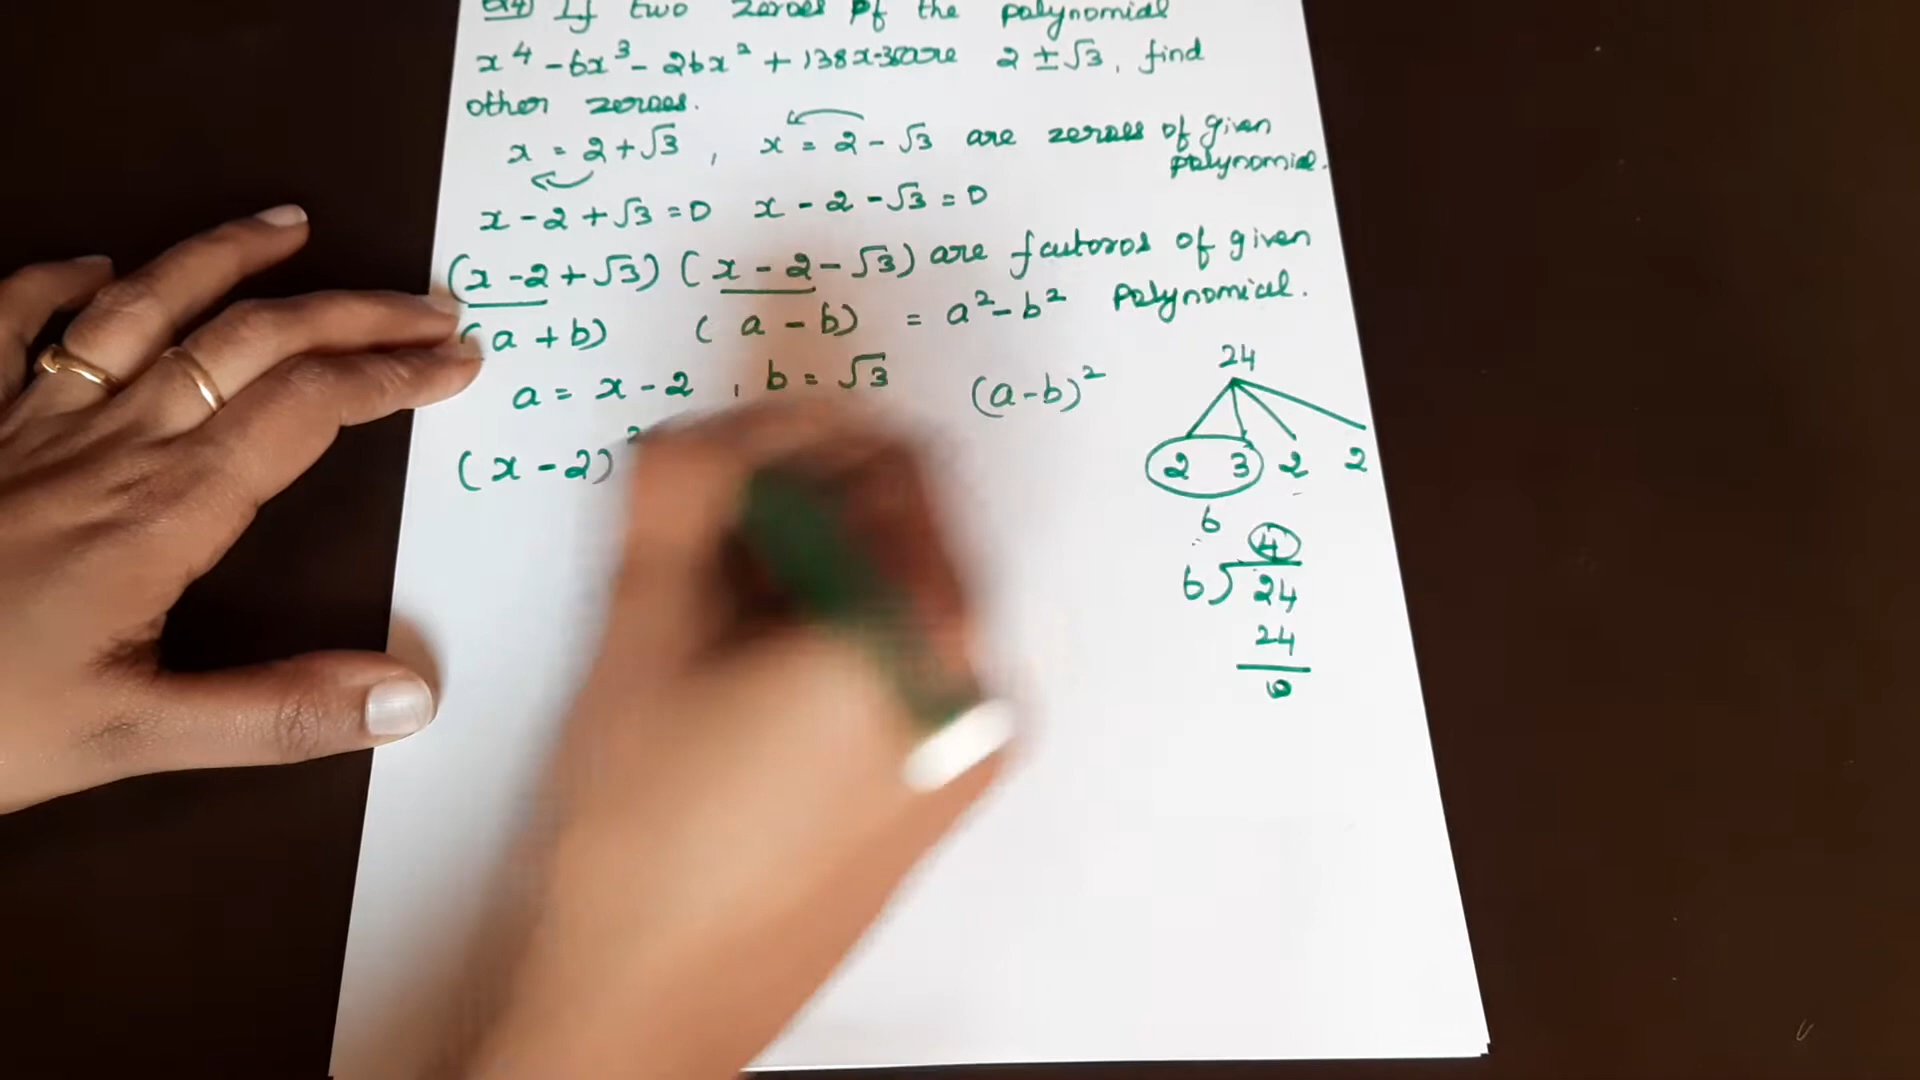 Q4) If two zeroes of the polynomial
x⁴ - 6x³ - 26x² + 138x - 35 are 2 ± √3, find
other zeroes.
x = 2 + √3 , x = 2 - √3 are zeroes of given
polynomial.
x - 2 + √3 = 0 x - 2 - √3 = 0
(x - 2 + √3) (x - 2 - √3) are factors of given
Polynomial.
(a + b) (a - b) = a² - b²
a = x - 2 , b = √3 (a-b)²
(x - 2)²
24
2 3 2 2
6
4
6) 24
24
0